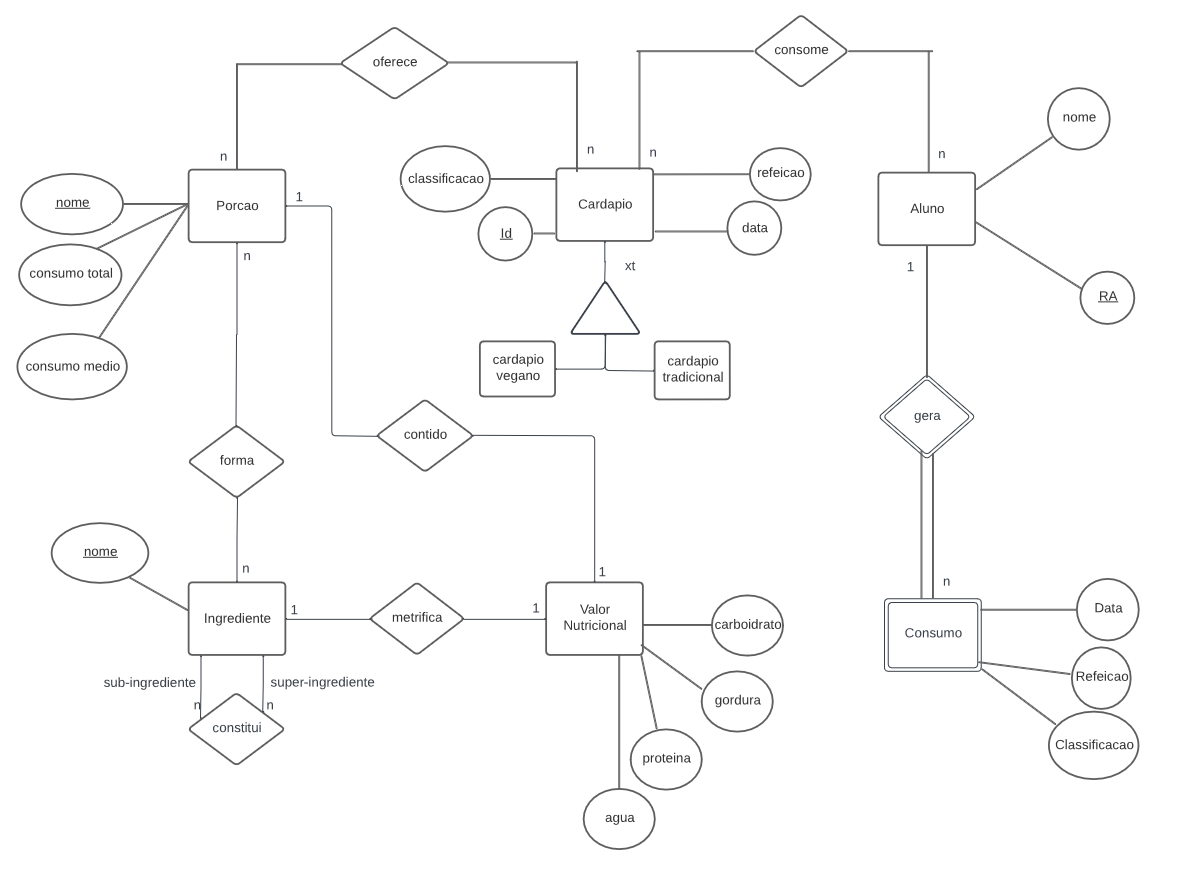 consome
oferece
nome
n
n
n
n
classificacao
refeicao
nome
Porcao
1
Cardapio
Aluno
Id
data
consumo total
n
xt
1
RA
cardapio
vegano
cardapio
tradicional
consumo medio
gera
contido
forma
nome
n
1
n
Ingrediente
1
metrifica
1
Valor
Nutricional
carboidrato
Consumo
Data
Refeicao
sub-ingrediente
super-ingrediente
n
n
gordura
constitui
Classificacao
proteina
agua